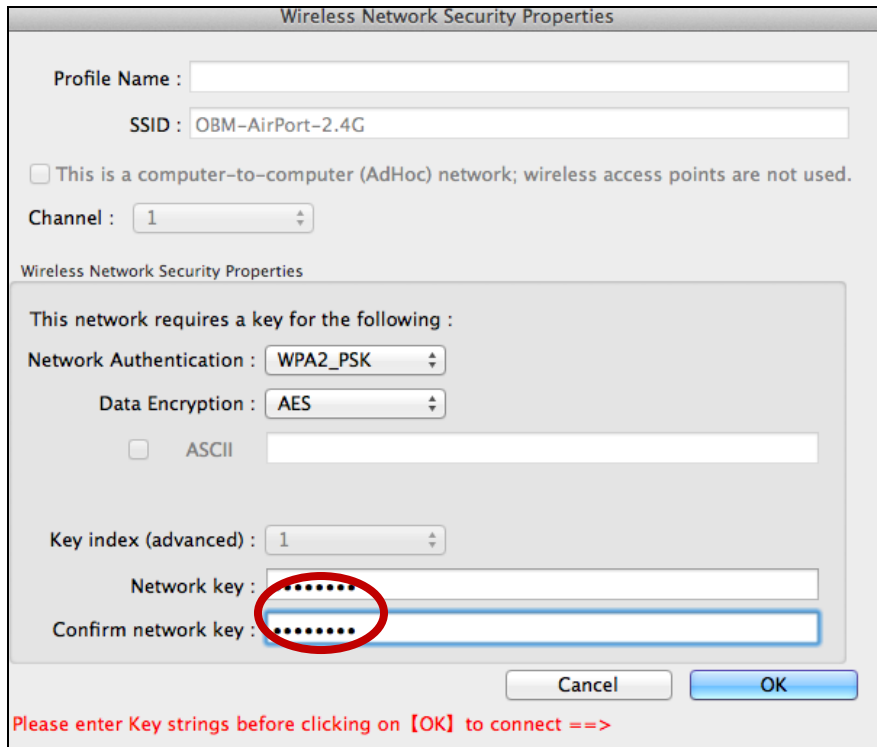 Wireless Network Security Properties
Profile Name :
SSID : OBM-AirPort-2.4G
This is a computer-to-computer (AdHoc) network; wireless access points are not used.
Channel : 1
Wireless Network Security Properties
This network requires a key for the following :
Network Authentication : WPA2_PSK
Data Encryption : AES
ASCII
Key index (advanced) : 1
Network key : ••••••••
Confirm network key : ••••••••
Cancel OK
Please enter Key strings before clicking on【OK】to connect ==>